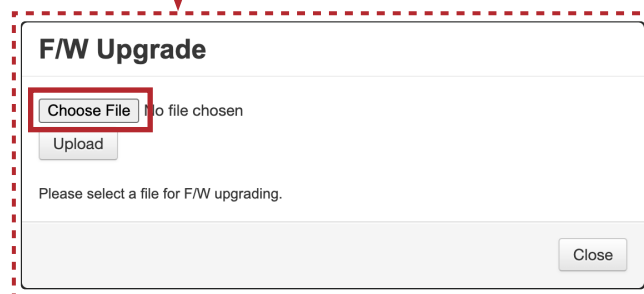 F/W Upgrade
Choose File No file chosen
Upload
Please select a file for F/W upgrading.
Close